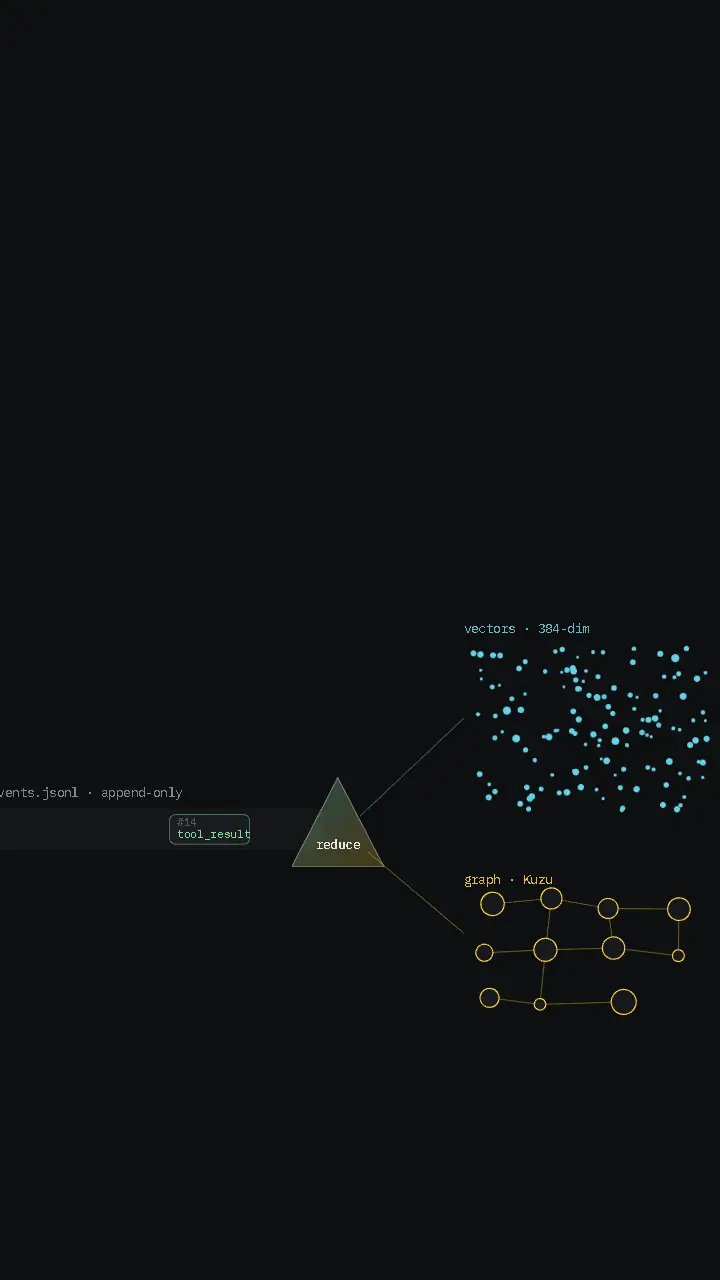 vectors · 384-dim
vents.jsonl · append-only
#14
tool_result
reduce
graph · Kuzu